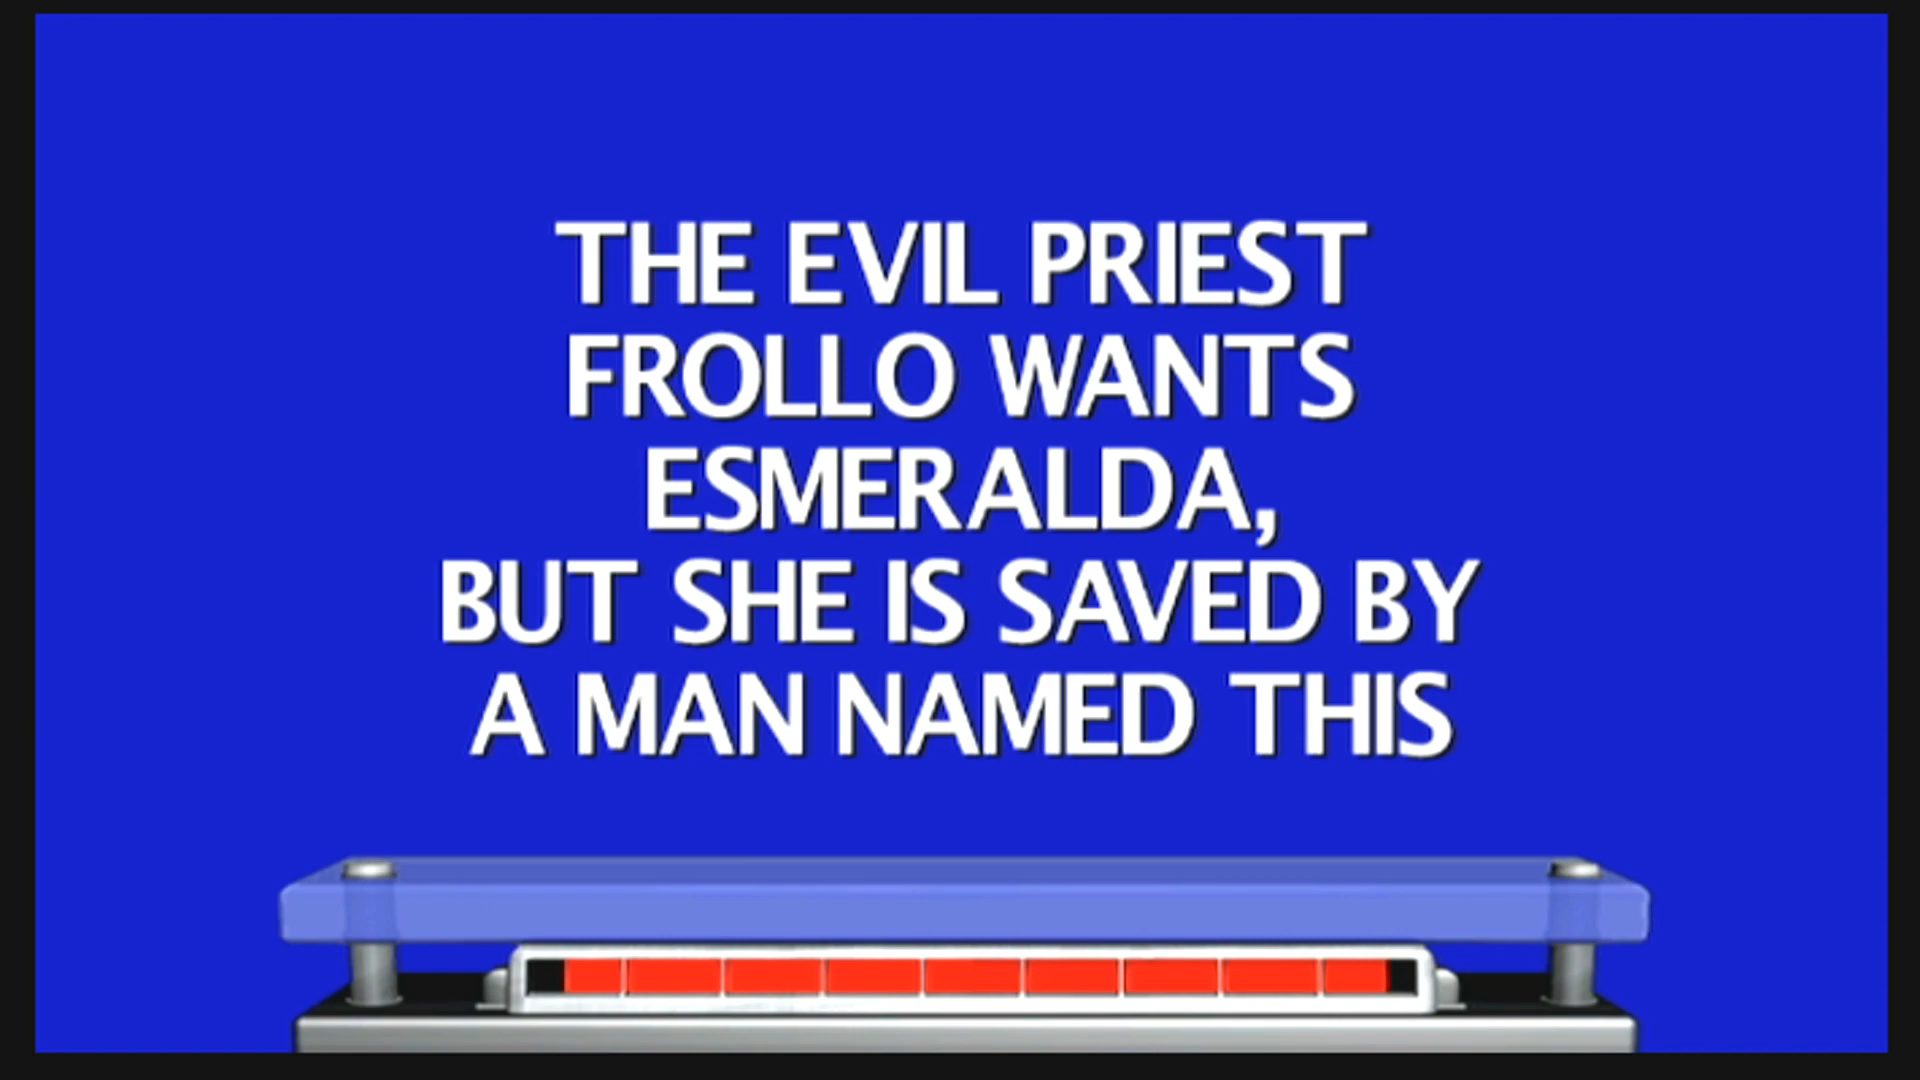 THE EVIL PRIEST
FROLLO WANTS
ESMERALDA,
BUT SHE IS SAVED BY
A MAN NAMED THIS